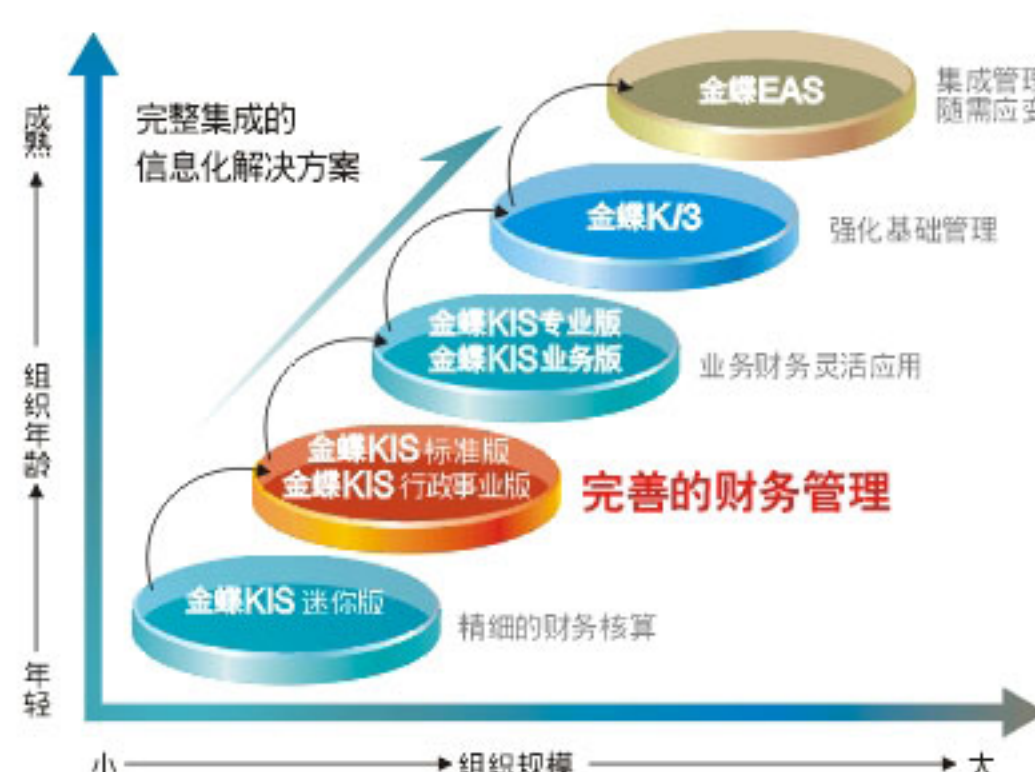 完整集成的
信息化解决方案
金蝶EAS
集成管理
随需应变
金蝶K/3
强化基础管理
金蝶KIS专业版
金蝶KIS业务版
业务财务灵活应用
金蝶KIS 标准版
金蝶KIS 行政事业版
完善的财务管理
金蝶KIS 迷你版
精细的财务核算
成熟
组织年龄
年轻
小
组织规模
大